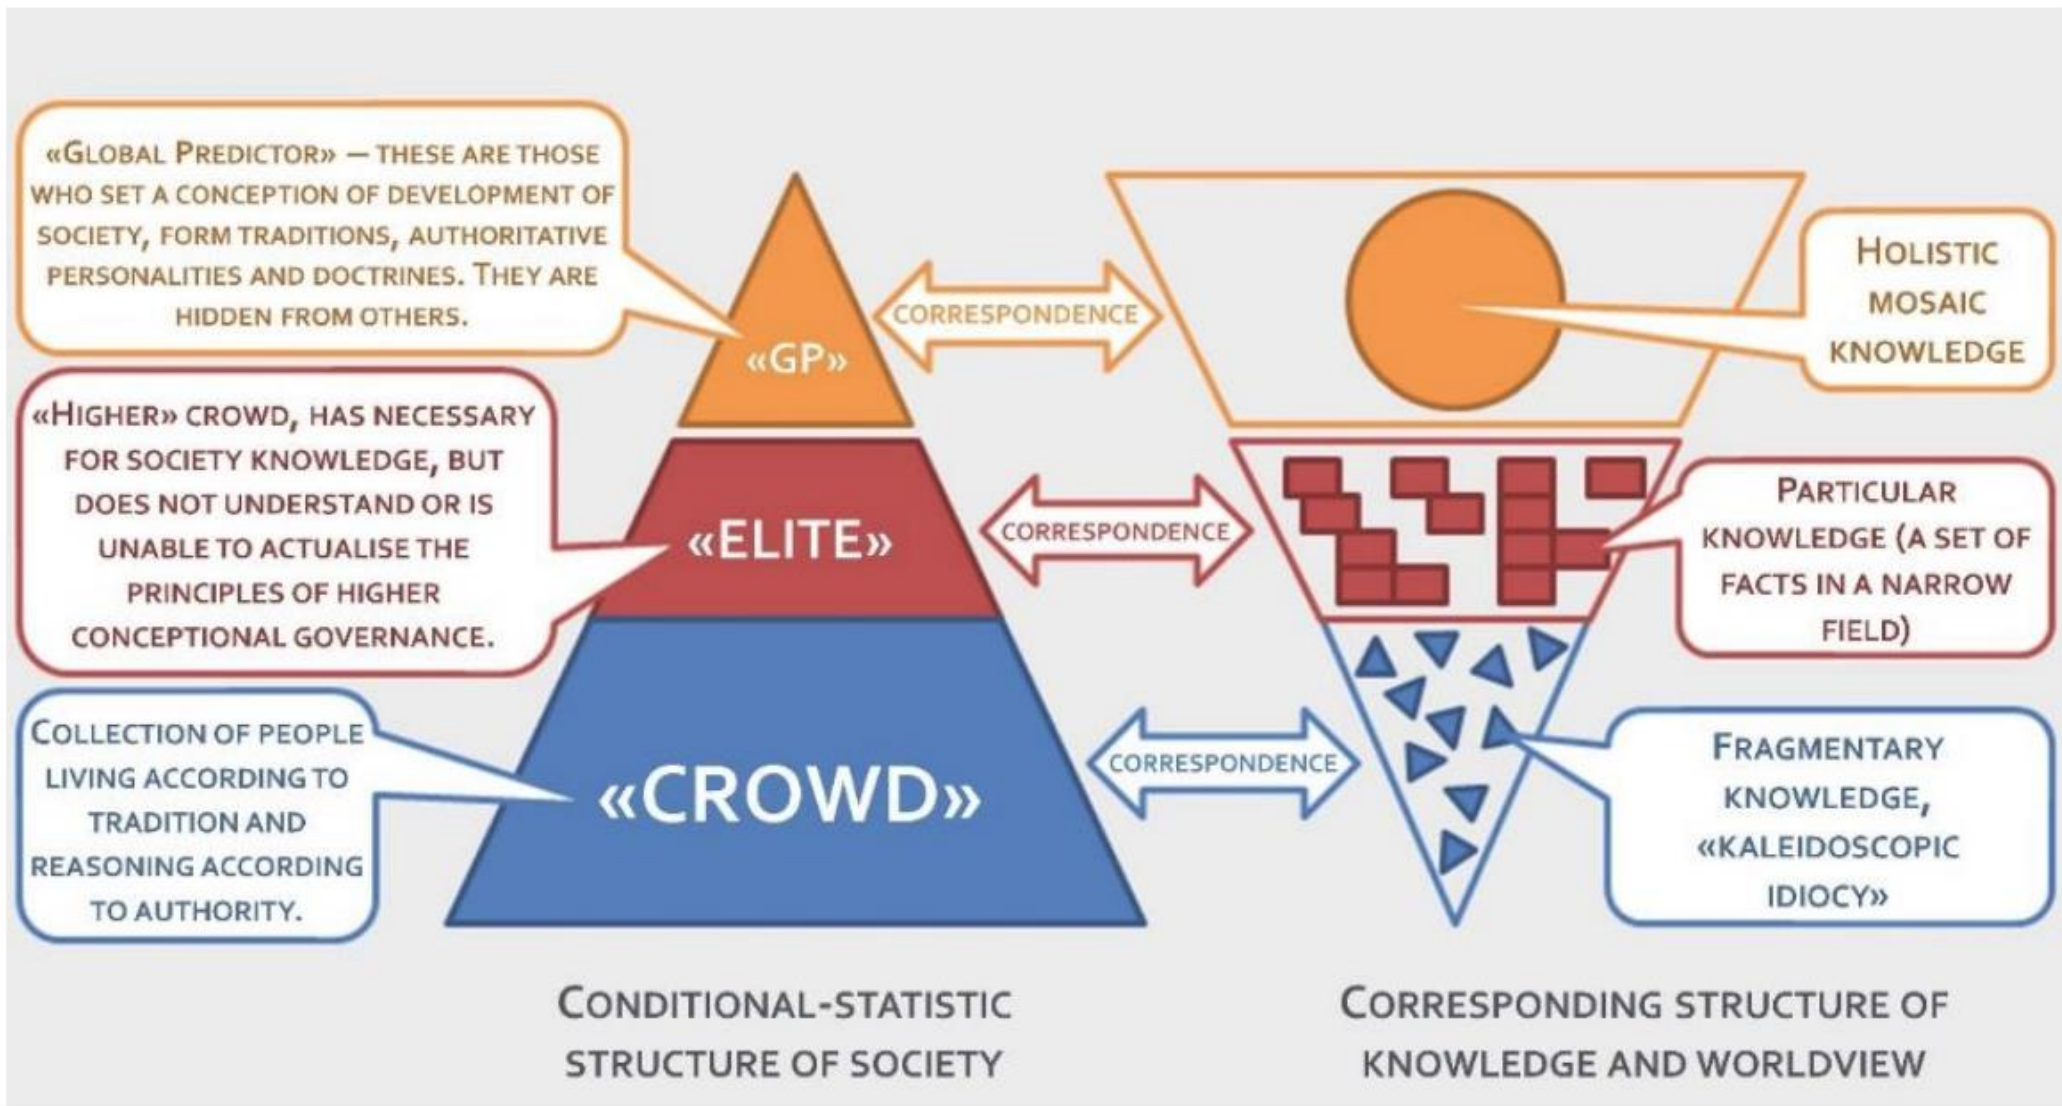 «Global Predictor» – these are those
who set a conception of development of
society, form traditions, authoritative
personalities and doctrines. They are
hidden from others.
«GP»
correspondence
Holistic
mosaic
knowledge
«Higher» crowd, has necessary
for society knowledge, but
does not understand or is
unable to actualise the
principles of higher
conceptional governance.
«ELITE»
correspondence
Particular
knowledge (a set of
facts in a narrow
field)
Collection of people
living according to
tradition and
reasoning according
to authority.
«CROWD»
correspondence
Fragmentary
knowledge,
«kaleidoscopic
idiocy»
Conditional-statistic
structure of society
Corresponding structure of
knowledge and worldview